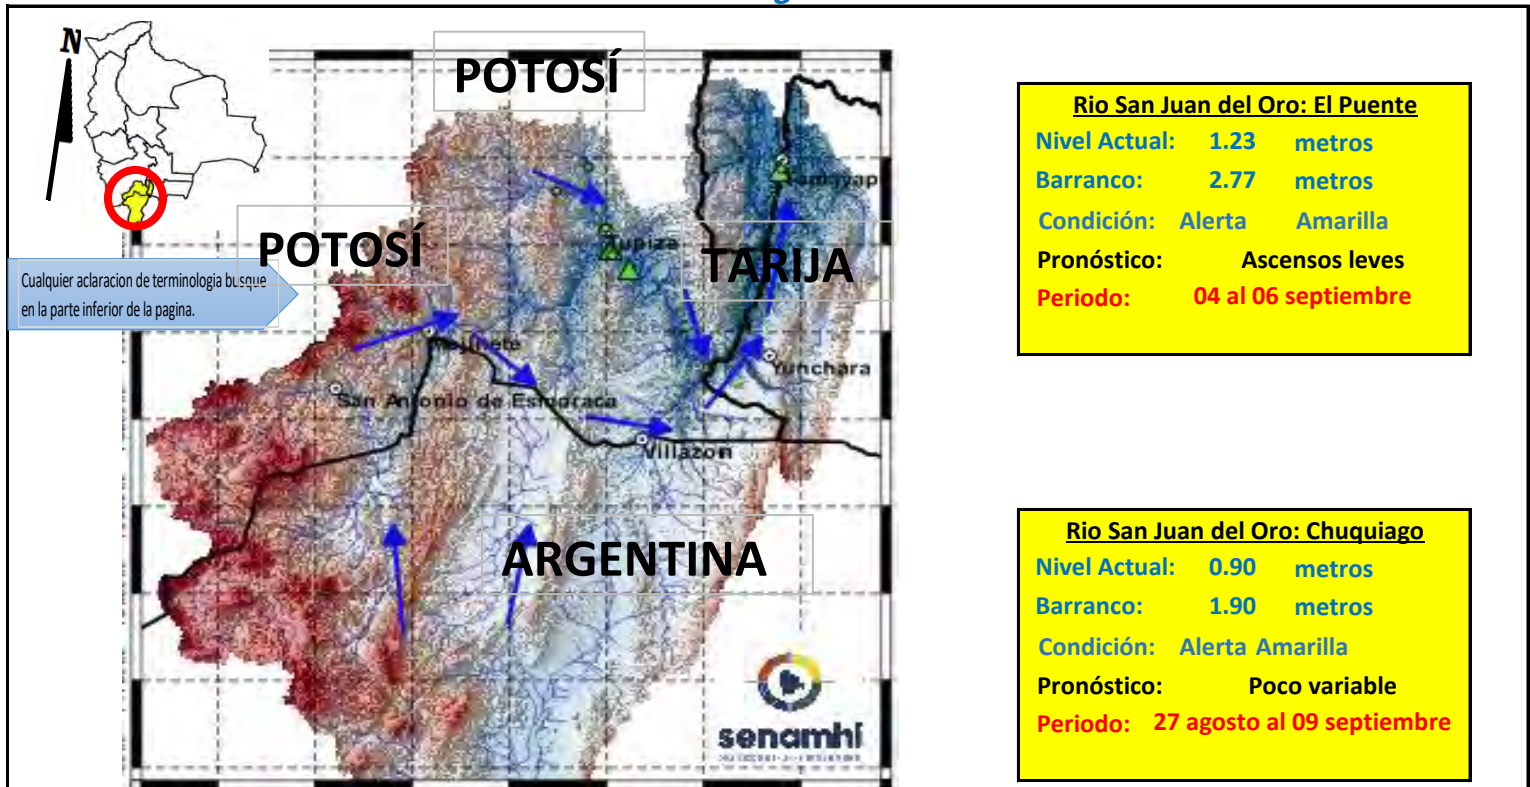 N
POTOSÍ
POTOSÍ
TARIJA
ARGENTINA
Cualquier aclaracion de terminologia busque
en la parte inferior de la pagina.
Tupiza
Yunchara
San Antonio de Esmoraca
Villazon
senamhi
Rio San Juan del Oro: El Puente
Nivel Actual: 1.23 metros
Barranco: 2.77 metros
Condición: Alerta Amarilla
Pronóstico: Ascensos leves
Periodo: 04 al 06 septiembre
Rio San Juan del Oro: Chuquiago
Nivel Actual: 0.90 metros
Barranco: 1.90 metros
Condición: Alerta Amarilla
Pronóstico: Poco variable
Periodo: 27 agosto al 09 septiembre